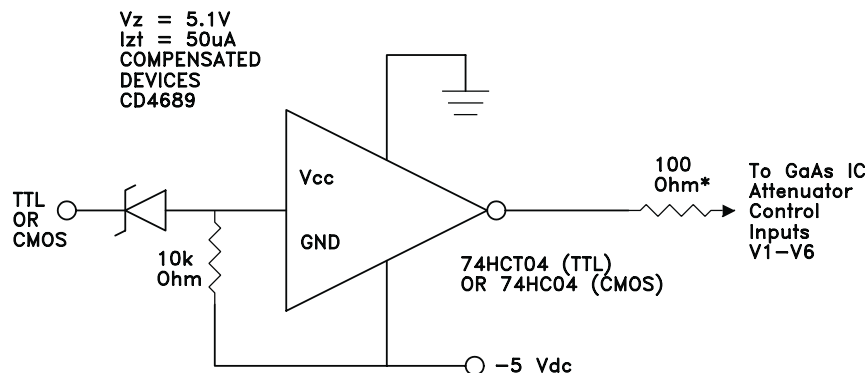 Vz = 5.1V
Izt = 50uA
COMPENSATED
DEVICES
CD4689
TTL
OR
CMOS
10k
Ohm
Vcc
GND
74HCT04 (TTL)
OR 74HC04 (CMOS)
-5 Vdc
100
Ohm*
To GaAs IC
Attenuator
Control
Inputs
V1-V6